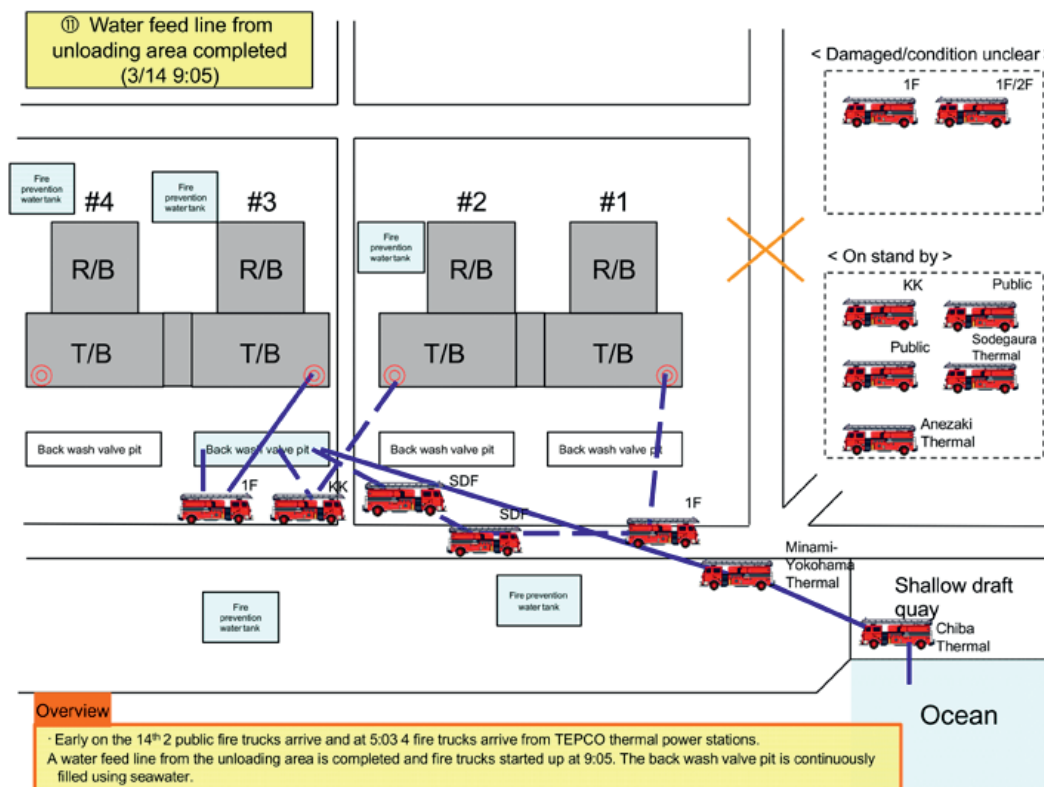 ⑪ Water feed line from
unloading area completed
(3/14 9:05)
< Damaged/condition unclear
1F
1F/2F
Fire
prevention
water tank
#4
Fire
prevention
water tank
#3
Fire
prevention
water tank
#2
#1
R/B
R/B
R/B
R/B
T/B
T/B
T/B
T/B
< On stand by >
KK
Public
Public
Sodegaura
Thermal
Anezaki
Thermal
Back wash valve pit
Back wash valve pit
Back wash valve pit
Back wash valve pit
1F
KK
SDF
SDF
1F
Minami-
Yokohama
Thermal
Fire
prevention
water tank
Fire prevention
water tank
Shallow draft
quay
Chiba
Thermal
Ocean
Overview
· Early on the 14th 2 public fire trucks arrive and at 5:03 4 fire trucks arrive from TEPCO thermal power stations.
A water feed line from the unloading area is completed and fire trucks started up at 9:05. The back wash valve pit is continuously
filled using seawater.